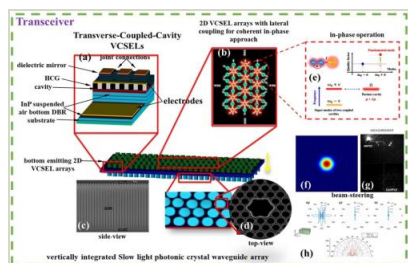 Transceiver
Transverse-Coupled-Cavity
VCSELs
joint connections
(a)
dielectric mirror
HCG
cavity
InP suspended
air bottom DBR
substrate
electrodes
2D VCSEL arrays with lateral
coupling for coherent in-phase
approach
(b)
in-phase operation
(e)
bottom emitting 2D
VCSEL arrays
(c)
side-view
(d)
top-view
(f)
(g)
beam-steering
(h)
vertically integrated Slow light photonic crystal waveguide array